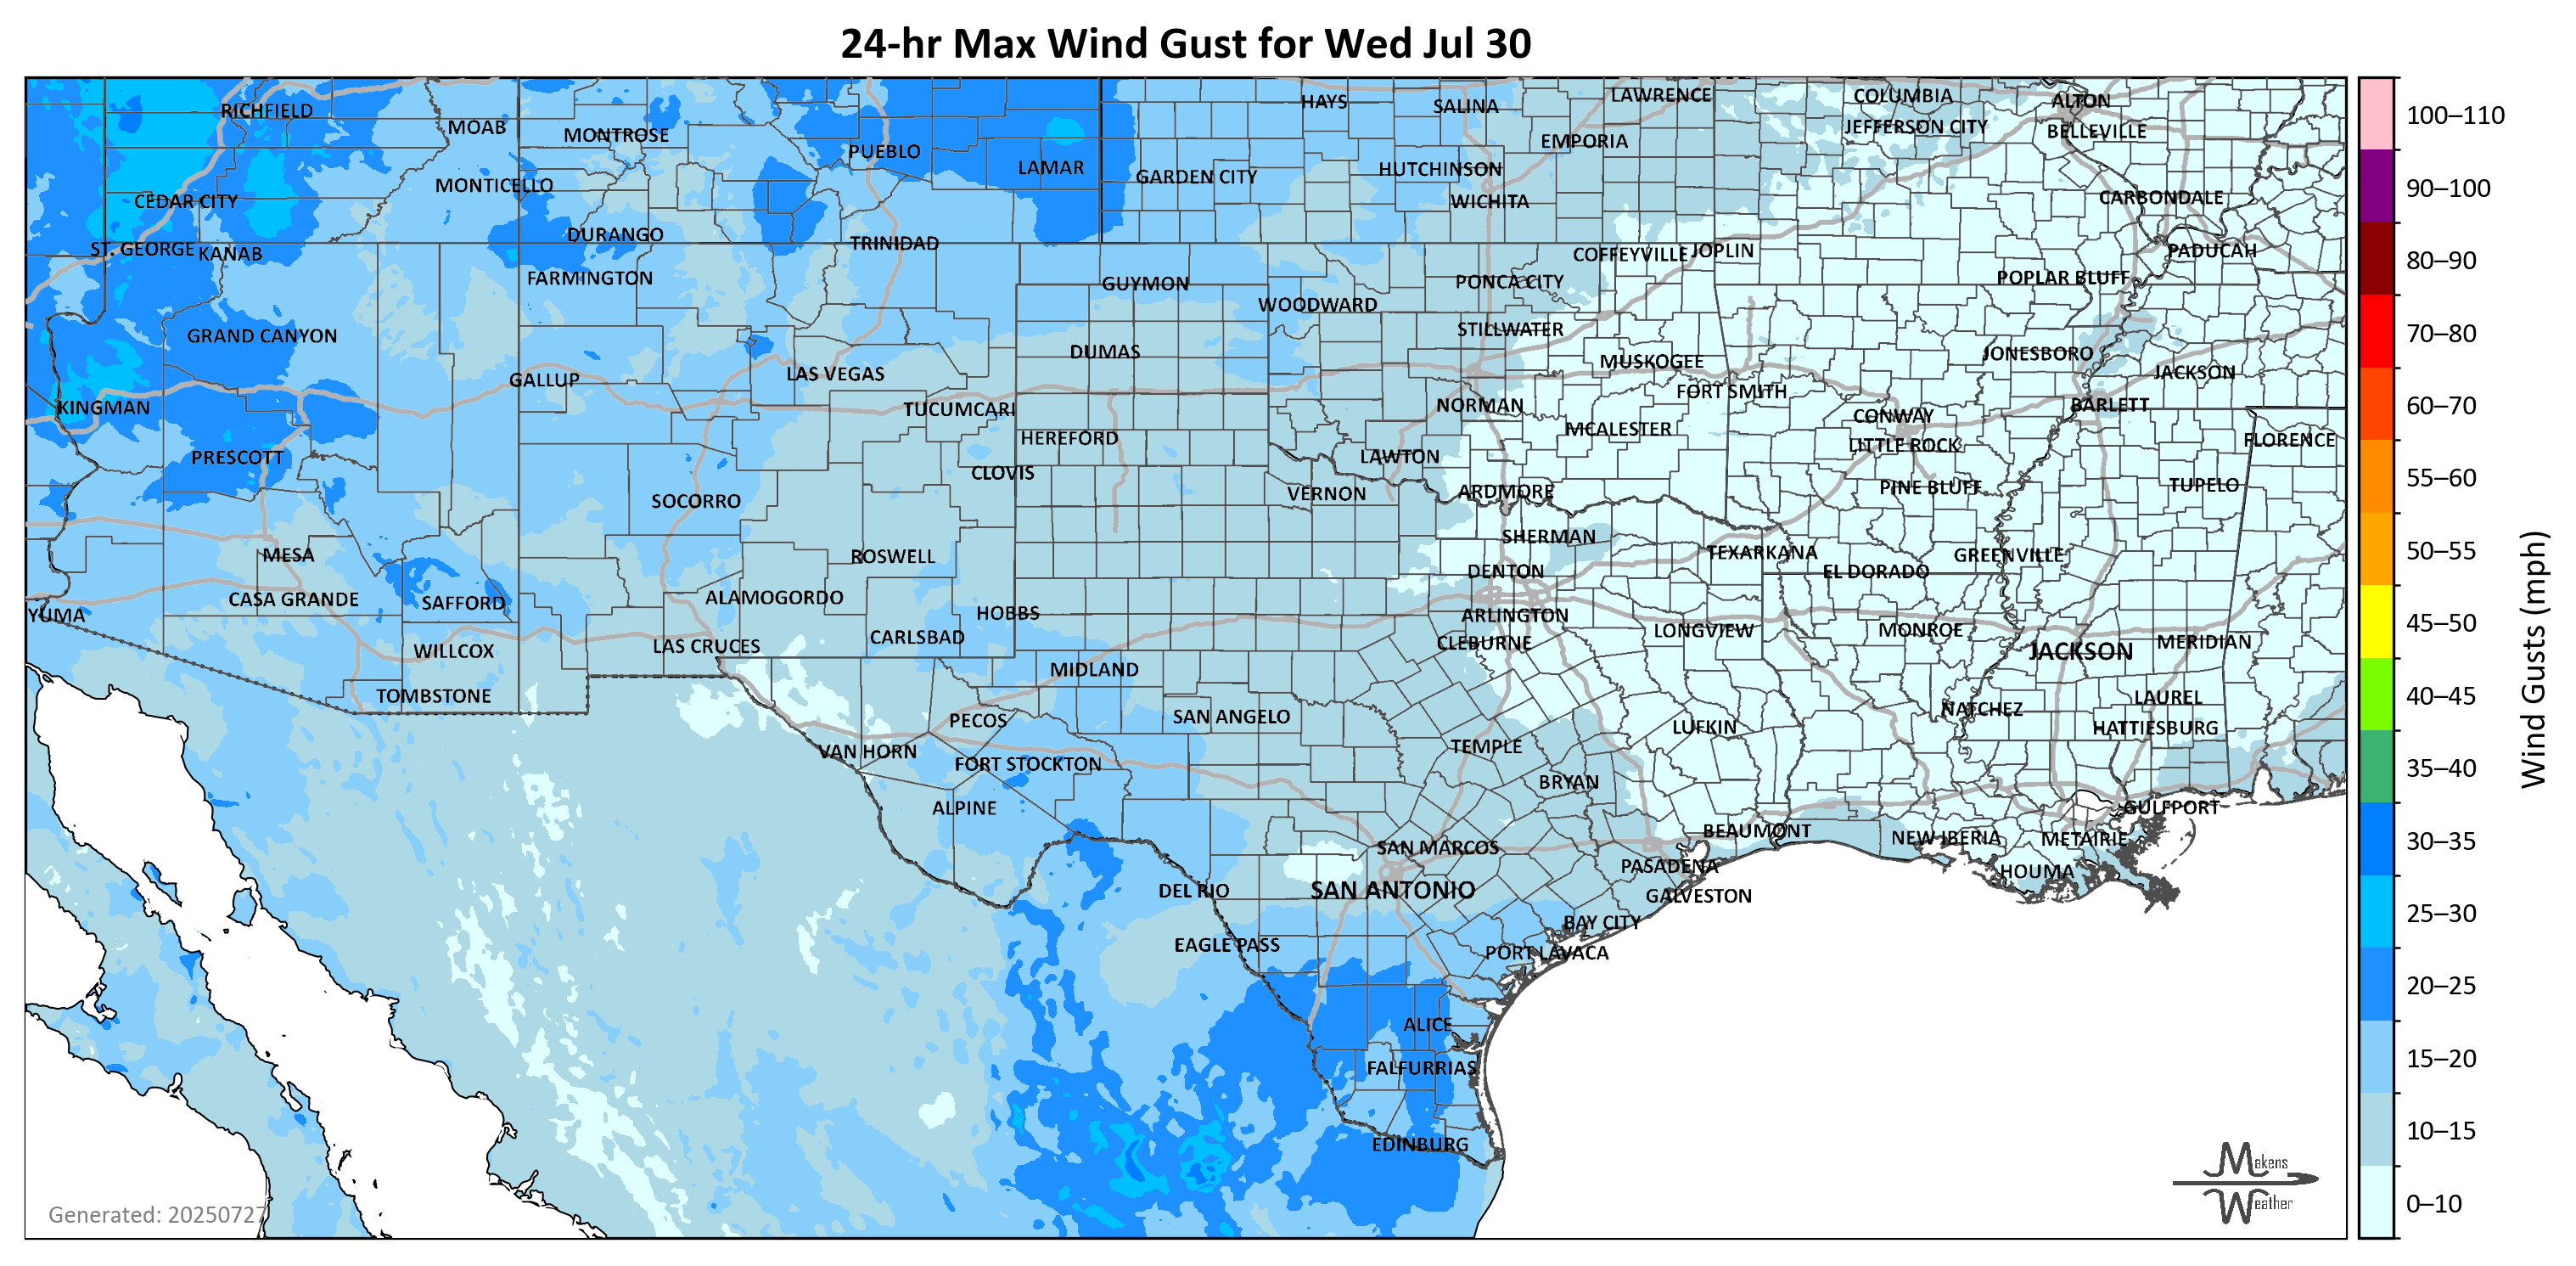 24-hr Max Wind Gust for Wed Jul 30
RICHFIELD
MOAB
MONTROSE
PUEBLO
LAMAR
HAYS
SALINA
LAWRENCE
COLUMBIA
ALTON
EMPORIA
JEFFERSON CITY
BELLEVILLE
MONTICELLO
GARDEN CITY
HUTCHINSON
CEDAR CITY
WICHITA
CARBONDALE
ST. GEORGE
KANAB
DURANGO
TRINIDAD
COFFEYVILLE
JOPLIN
PADUCAH
FARMINGTON
GUYMON
PONCA CITY
POPLAR BLUFF
WOODWARD
GRAND CANYON
STILLWATER
DUMAS
MUSKOGEE
JONESBORO
GALLUP
LAS VEGAS
FORT SMITH
JACKSON
KINGMAN
TUCUMCARI
NORMAN
CONWAY
BARLETT
HEREFORD
MCALESTER
LITTLE ROCK
FLORENCE
PRESCOTT
CLOVIS
LAWTON
SOCORRO
VERNON
ARDMORE
PINE BLUFF
TUPELO
MESA
ROSWELL
SHERMAN
TEXARKANA
GREENVILLE
DENTON
EL DORADO
CASA GRANDE
SAFFORD
ALAMOGORDO
HOBBS
YUMA
ARLINGTON
WILLCOX
LAS CRUCES
CARLSBAD
CLEBURNE
LONGVIEW
MONROE
JACKSON
MERIDIAN
MIDLAND
TOMBSTONE
PECOS
SAN ANGELO
NATCHEZ
LAUREL
VAN HORN
TEMPLE
LUFKIN
HATTIESBURG
FORT STOCKTON
BRYAN
ALPINE
GULFPORT
SAN MARCOS
BEAUMONT
NEW IBERIA
METAIRIE
DEL RIO
SAN ANTONIO
PASADENA
HOUMA
GALVESTON
EAGLE PASS
BAY CITY
PORT LAVACA
ALICE
FALFURRIAS
EDINBURG
Generated: 20250727
Makens
Weather
100–110
90–100
80–90
70–80
60–70
55–60
50–55
45–50
40–45
35–40
30–35
25–30
20–25
15–20
10–15
0–10
Wind Gusts (mph)